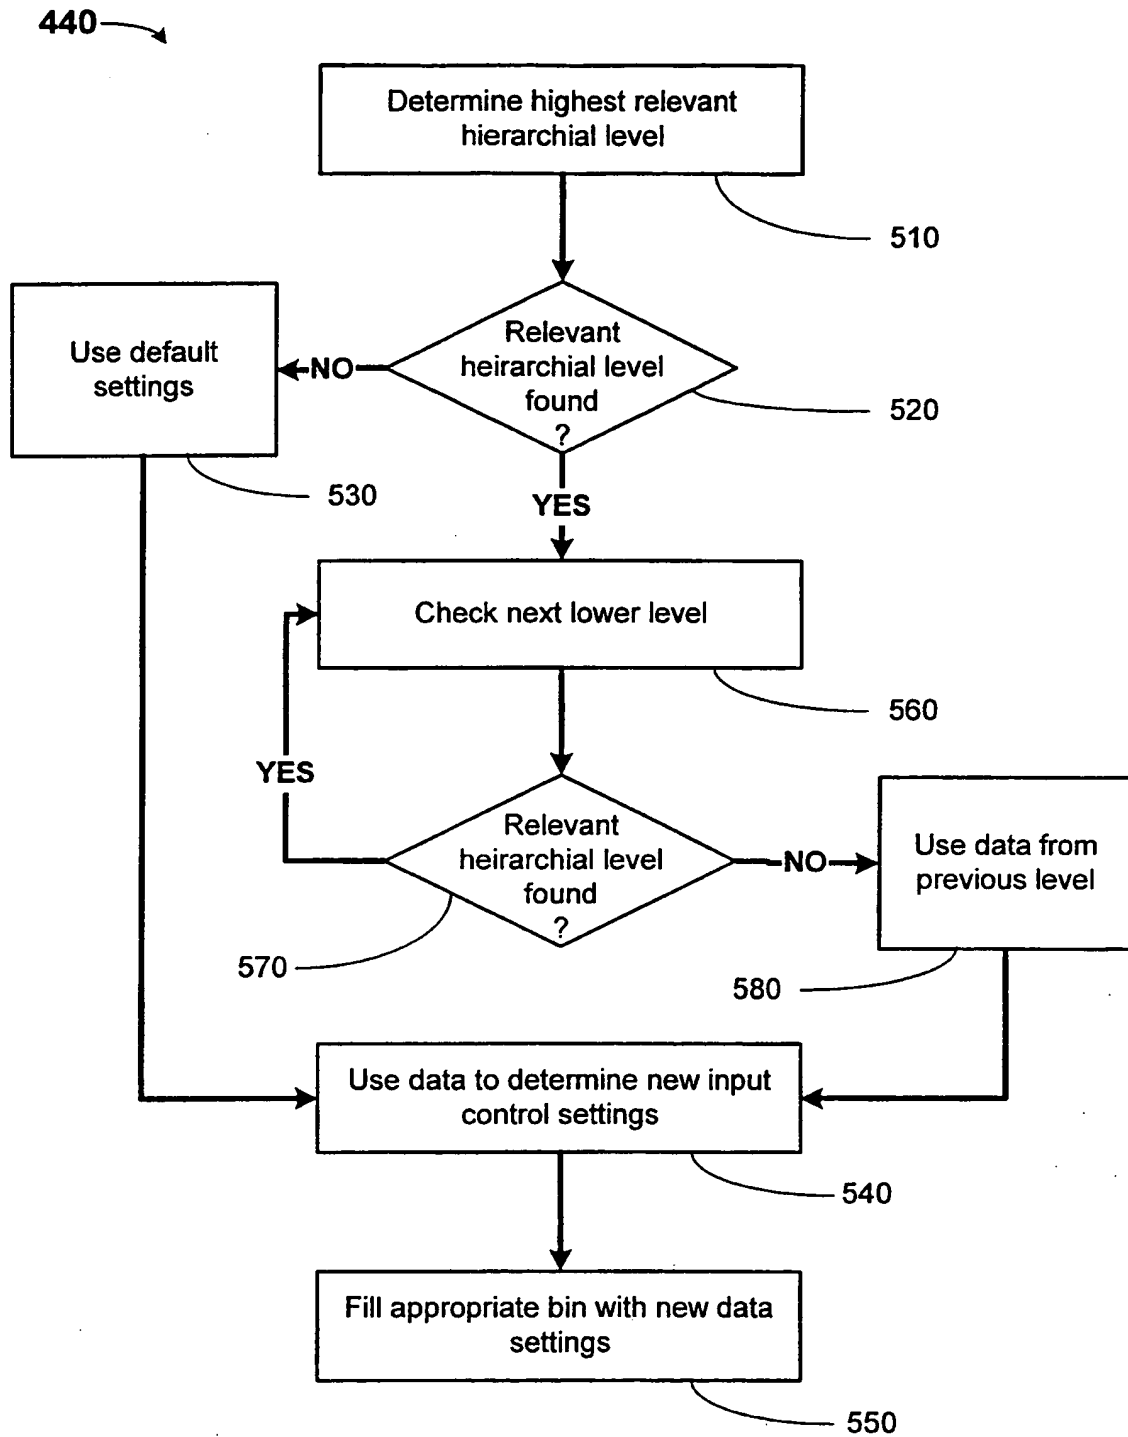 440
Determine highest relevant
hierarchial level
510
Relevant
heirarchial level
found
?
520
NO
Use default
settings
530
YES
Check next lower level
560
YES
Relevant
heirarchial level
found
?
570
NO
Use data from
previous level
580
Use data to determine new input
control settings
540
Fill appropriate bin with new data
settings
550